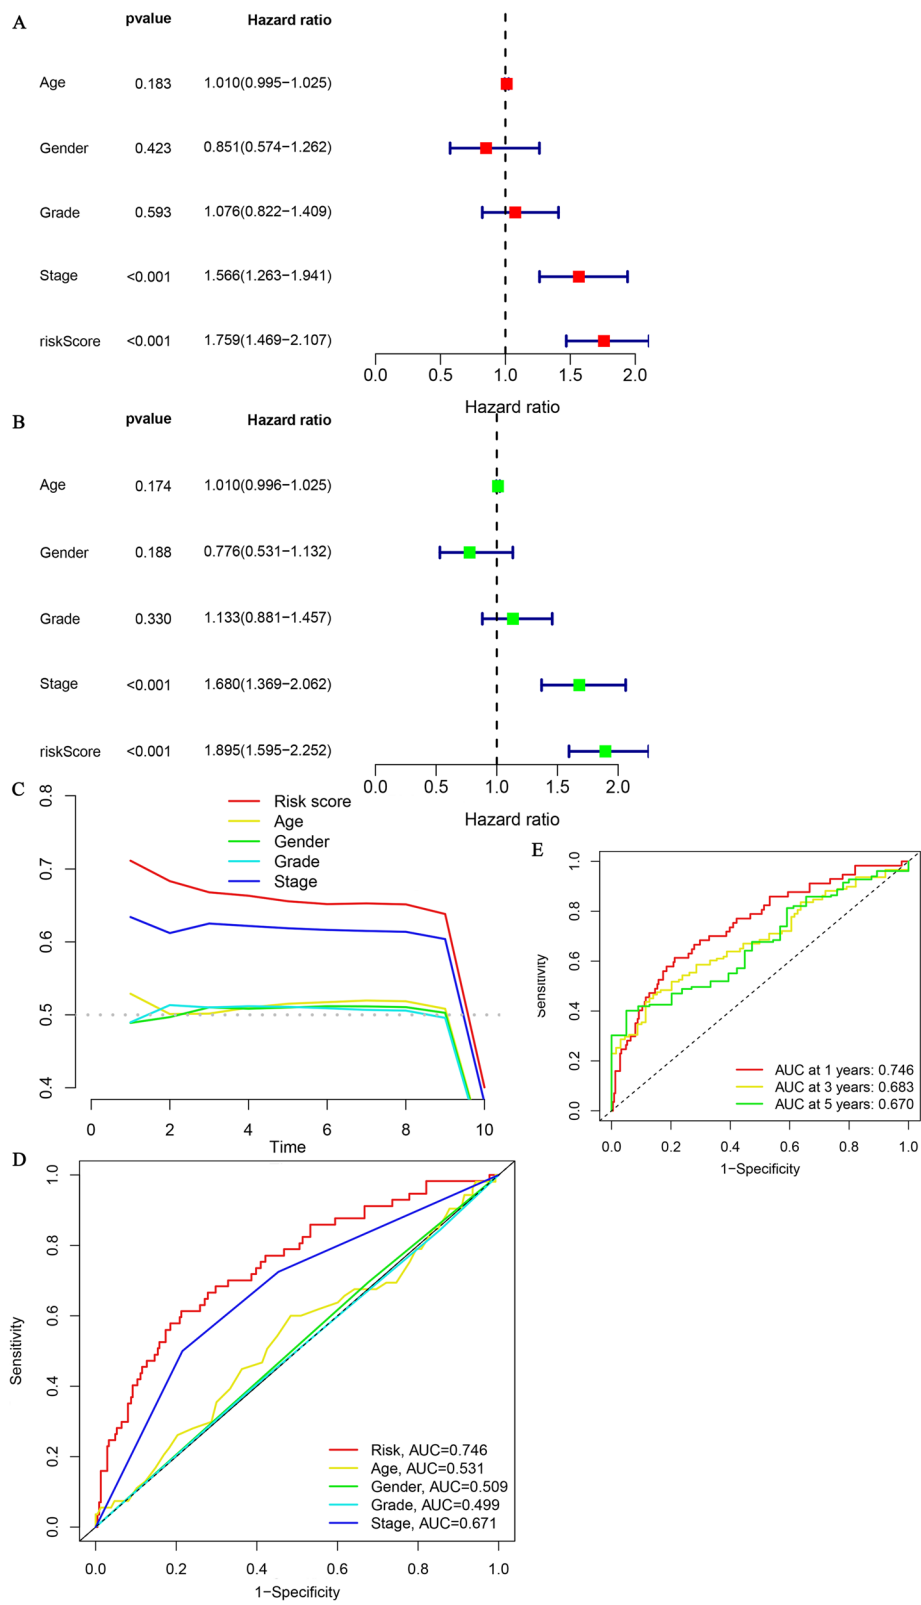 A
pvalue Hazard ratio
Age 0.183 1.010(0.995−1.025)
Gender 0.423 0.851(0.574−1.262)
Grade 0.593 1.076(0.822−1.409)
Stage <0.001 1.566(1.263−1.941)
riskScore <0.001 1.759(1.469−2.107)
0.0 0.5 1.0 1.5 2.0
Hazard ratio
B
pvalue Hazard ratio
Age 0.174 1.010(0.996−1.025)
Gender 0.188 0.776(0.531−1.132)
Grade 0.330 1.133(0.881−1.457)
Stage <0.001 1.680(1.369−2.062)
riskScore <0.001 1.895(1.595−2.252)
0.0 0.5 1.0 1.5 2.0
Hazard ratio
C
0.8
0.7
0.6
0.5
0.4
Risk score
Age
Gender
Grade
Stage
0 2 4 6 8 10
Time
E
Sensitivity
1.0
0.8
0.6
0.4
0.2
0.0
AUC at 1 years: 0.746
AUC at 3 years: 0.683
AUC at 5 years: 0.670
0.0 0.2 0.4 0.6 0.8 1.0
1−Specificity
D
Sensitivity
1.0
0.8
0.6
0.4
0.2
0.0
Risk, AUC=0.746
Age, AUC=0.531
Gender, AUC=0.509
Grade, AUC=0.499
Stage, AUC=0.671
0.0 0.2 0.4 0.6 0.8 1.0
1−Specificity